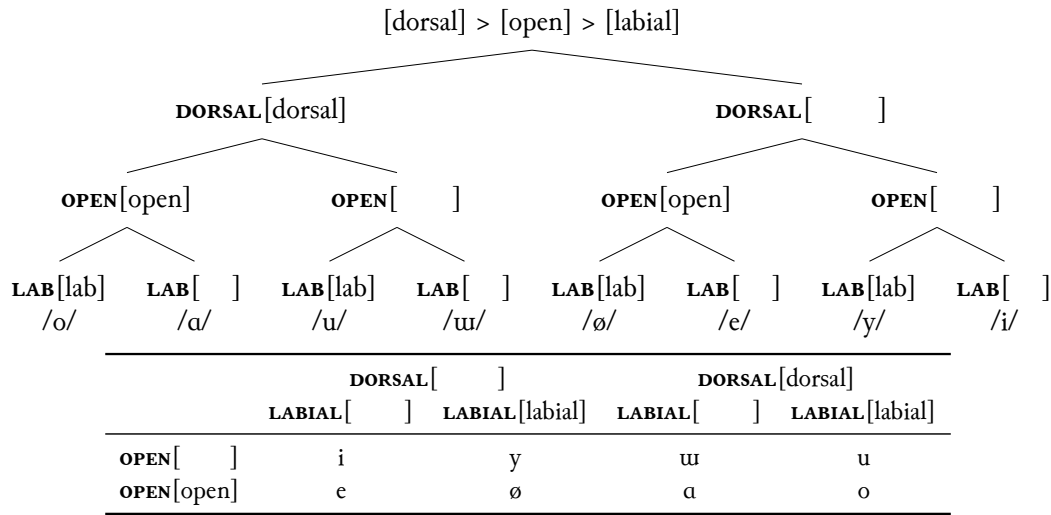 [dorsal] > [open] > [labial]
DORSAL[dorsal] DORSAL[ ]
OPEN[open] OPEN[ ] OPEN[open] OPEN[ ]
LAB[lab] LAB[ ] LAB[lab] LAB[ ] LAB[lab] LAB[ ] LAB[lab] LAB[ ]
/o/ /ɑ/ /u/ /ɯ/ /ø/ /e/ /y/ /i/
DORSAL[ ] DORSAL[dorsal]
LABIAL[ ] LABIAL[labial] LABIAL[ ] LABIAL[labial]
OPEN[ ] i y ɯ u
OPEN[open] e ø ɑ o